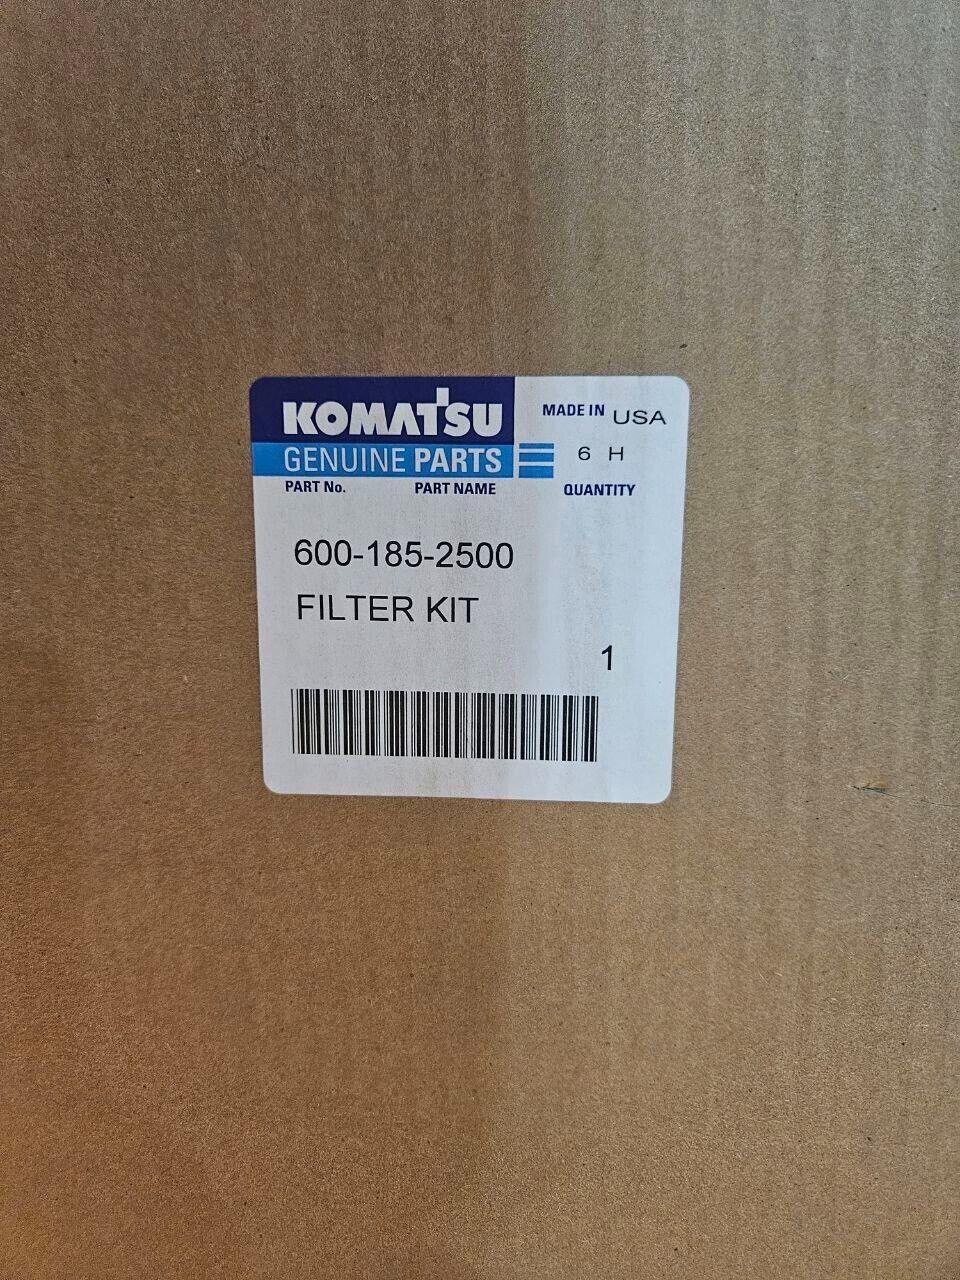 KOMATSU
MADE IN USA
GENUINE PARTS
6 H
PART No. PART NAME QUANTITY
600-185-2500
FILTER KIT
1